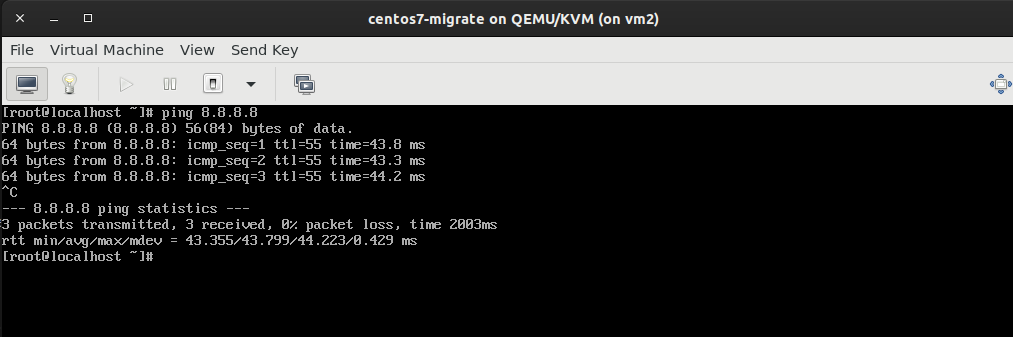 centos7-migrate on QEMU/KVM (on vm2)
File Virtual Machine View Send Key
[root@localhost ~]# ping 8.8.8.8
PING 8.8.8.8 (8.8.8.8) 56(84) bytes of data.
64 bytes from 8.8.8.8: icmp_seq=1 ttl=55 time=43.8 ms
64 bytes from 8.8.8.8: icmp_seq=2 ttl=55 time=43.3 ms
64 bytes from 8.8.8.8: icmp_seq=3 ttl=55 time=44.2 ms
^C
--- 8.8.8.8 ping statistics ---
3 packets transmitted, 3 received, 0% packet loss, time 2003ms
rtt min/avg/max/mdev = 43.355/43.799/44.223/0.429 ms
[root@localhost ~]#